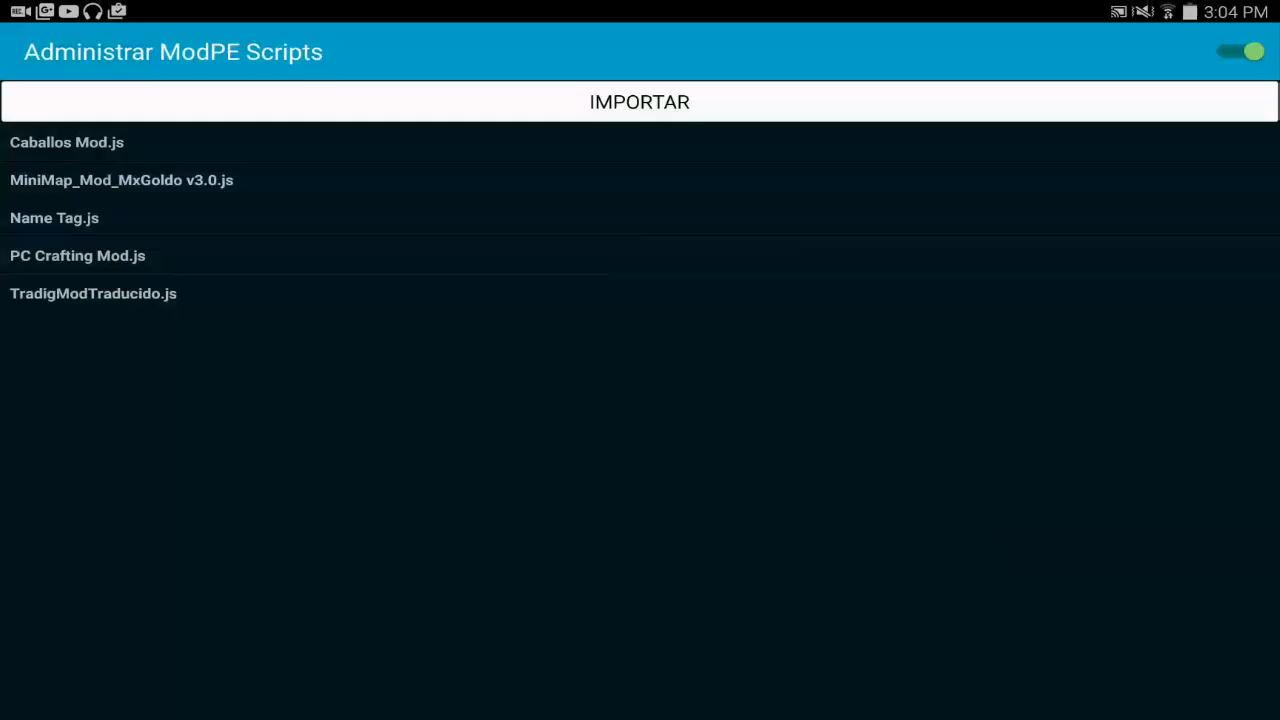 REC
G+
3:04 PM
Administrar ModPE Scripts
IMPORTAR
Caballos Mod.js
MiniMap_Mod_MxGoldo v3.0.js
Name Tag.js
PC Crafting Mod.js
TradigModTraducido.js